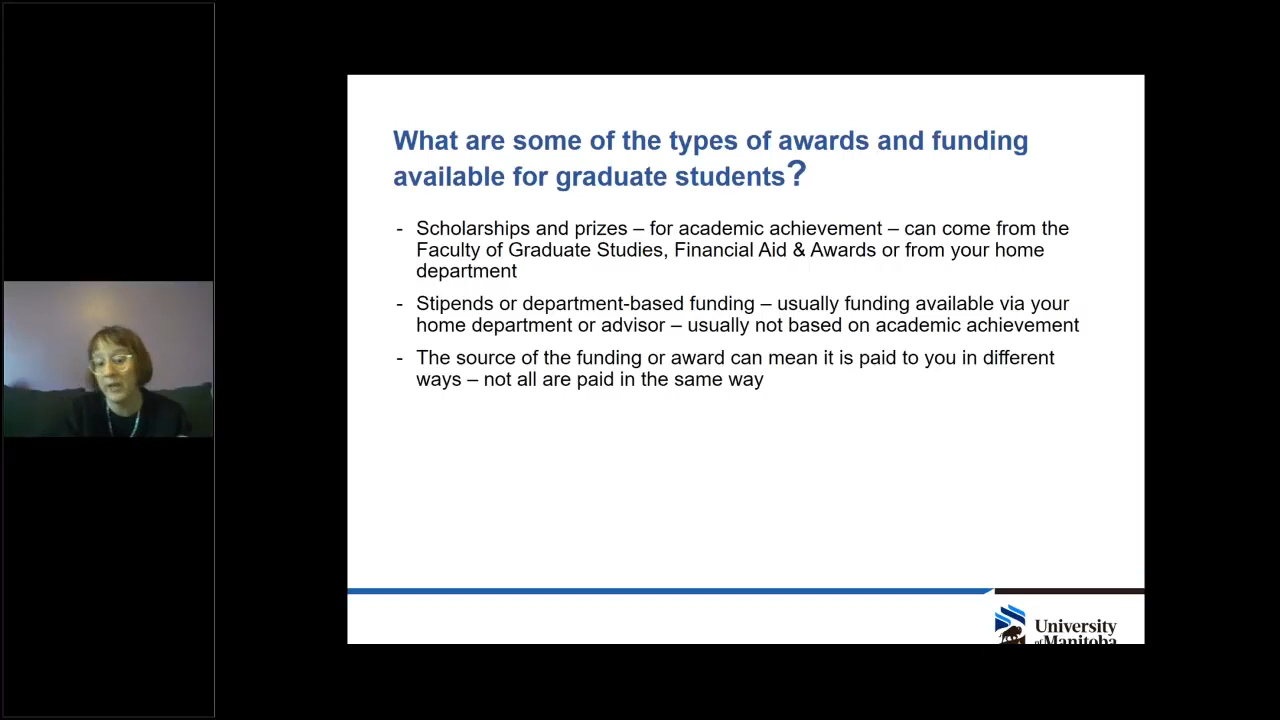 What are some of the types of awards and funding
available for graduate students?
- Scholarships and prizes – for academic achievement – can come from the
Faculty of Graduate Studies, Financial Aid & Awards or from your home
department
- Stipends or department-based funding – usually funding available via your
home department or advisor – usually not based on academic achievement
- The source of the funding or award can mean it is paid to you in different
ways – not all are paid in the same way
University
of Manitoba